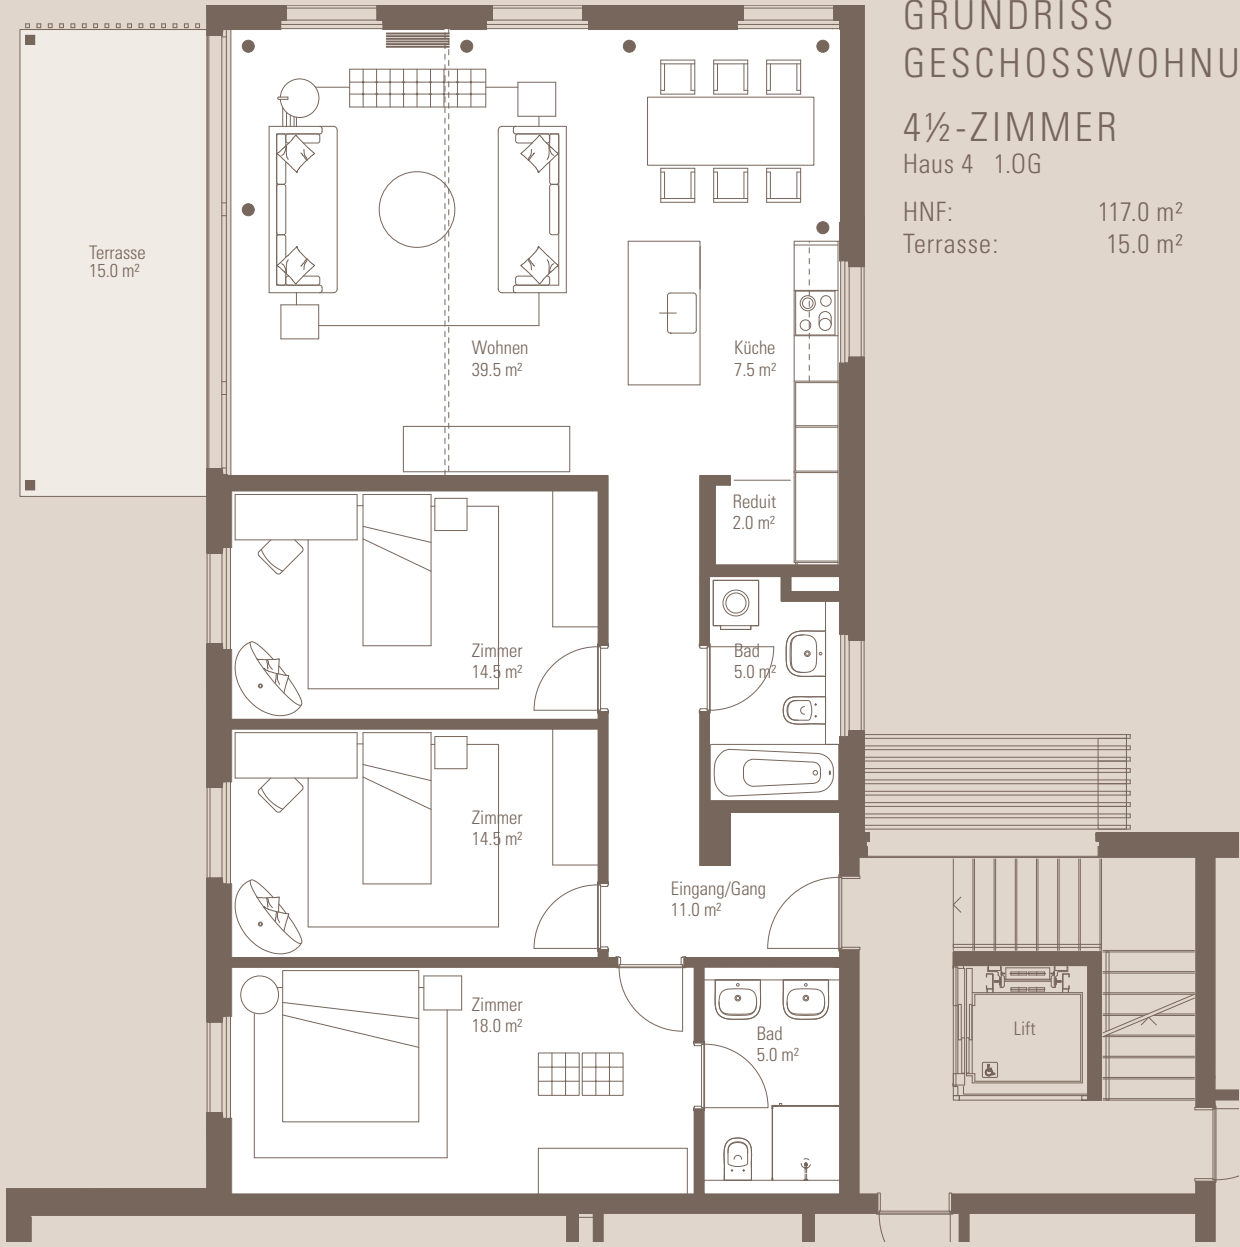 GRUNDRISS
GESCHOSSWOHNU
4½-ZIMMER
Haus 4 1.OG
HNF: 117.0 m²
Terrasse: 15.0 m²
Terrasse
15.0 m²
Wohnen
39.5 m²
Küche
7.5 m²
Reduit
2.0 m²
Zimmer
14.5 m²
Bad
5.0 m²
Zimmer
14.5 m²
Eingang/Gang
11.0 m²
Zimmer
18.0 m²
Bad
5.0 m²
Lift